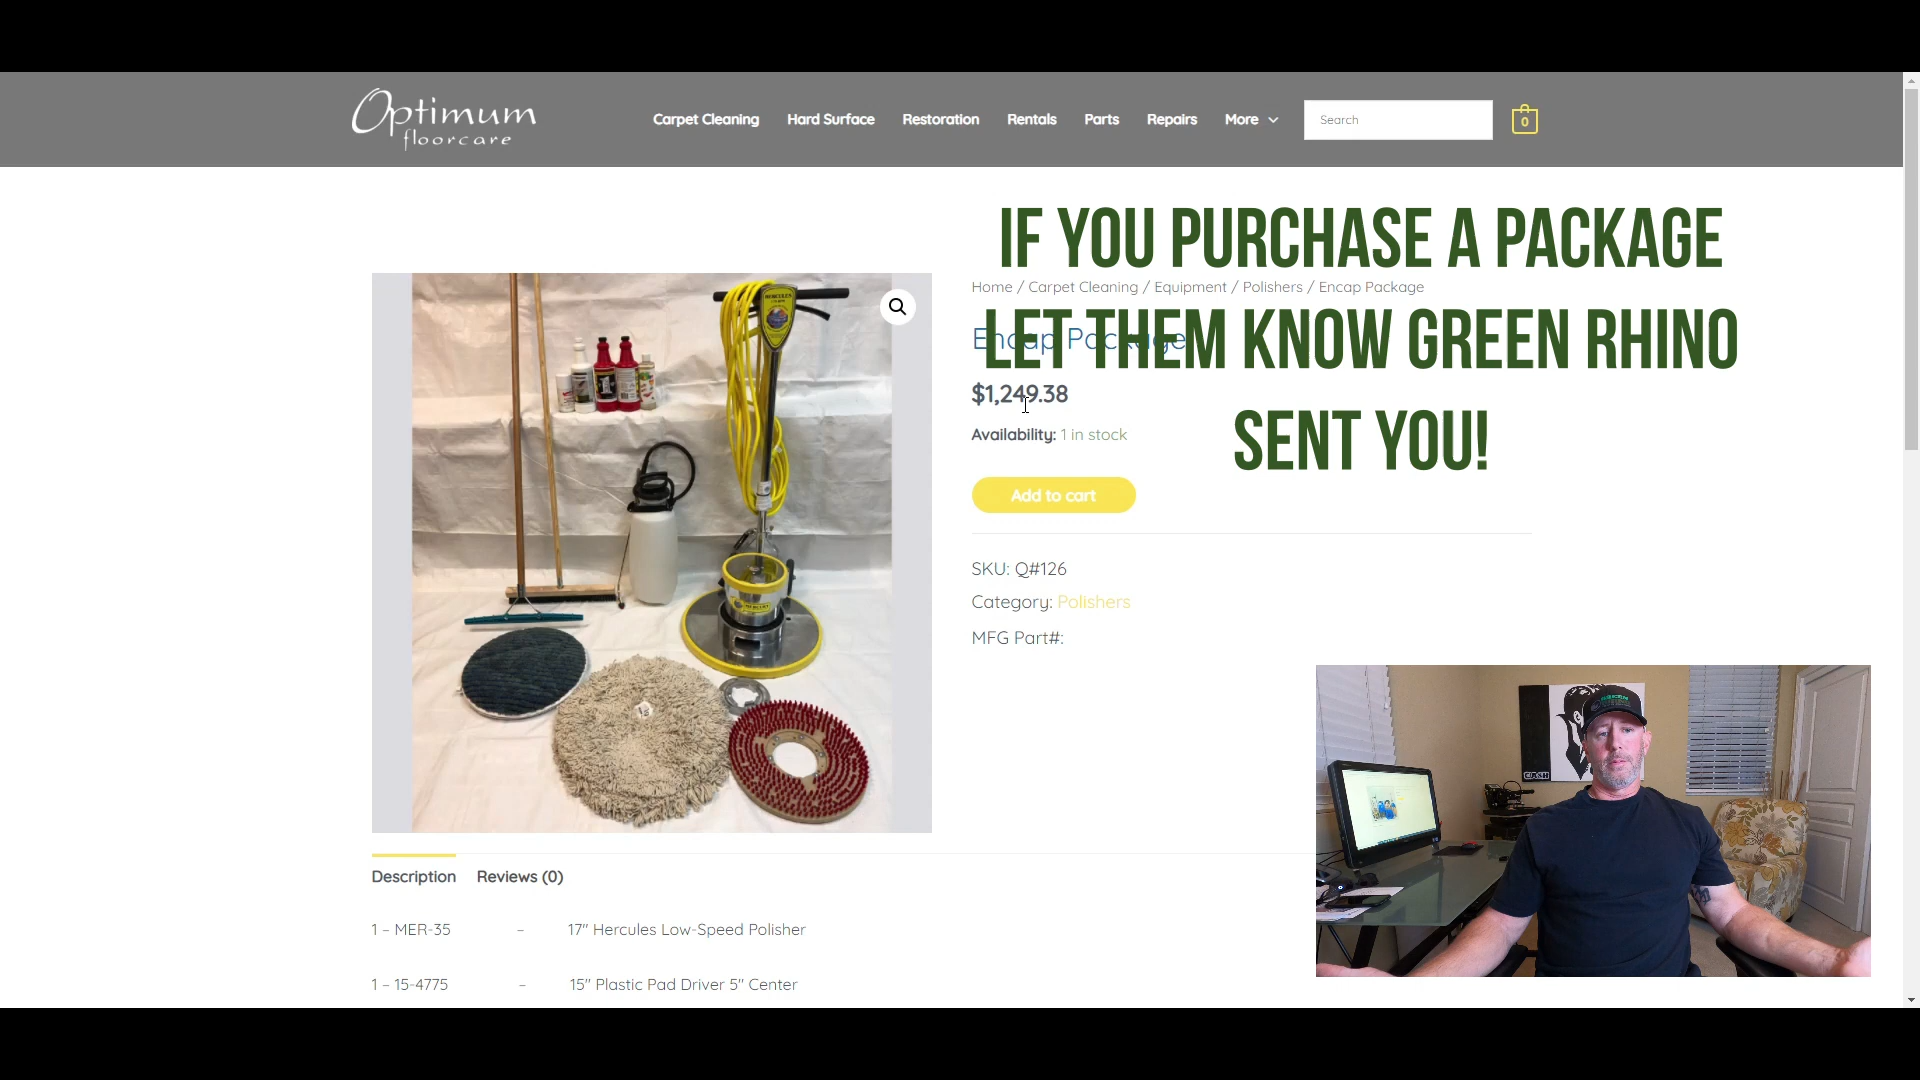 Optimum
floorcare
Carpet Cleaning Hard Surface Restoration Rentals Parts Repairs More Search 0
IF YOU PURCHASE A PACKAGE
Home / Carpet Cleaning / Equipment / Polishers / Encap Package
LET THEM KNOW GREEN RHINO
Encap Package
$1,249.38
SENT YOU!
Availability: 1 in stock
Add to cart
SKU: Q#126
Category: Polishers
MFG Part#:
HERCULES
CASH
Description Reviews (0)
1 – MER-35 – 17" Hercules Low-Speed Polisher
1 – 15-4775 – 15" Plastic Pad Driver 5" Center